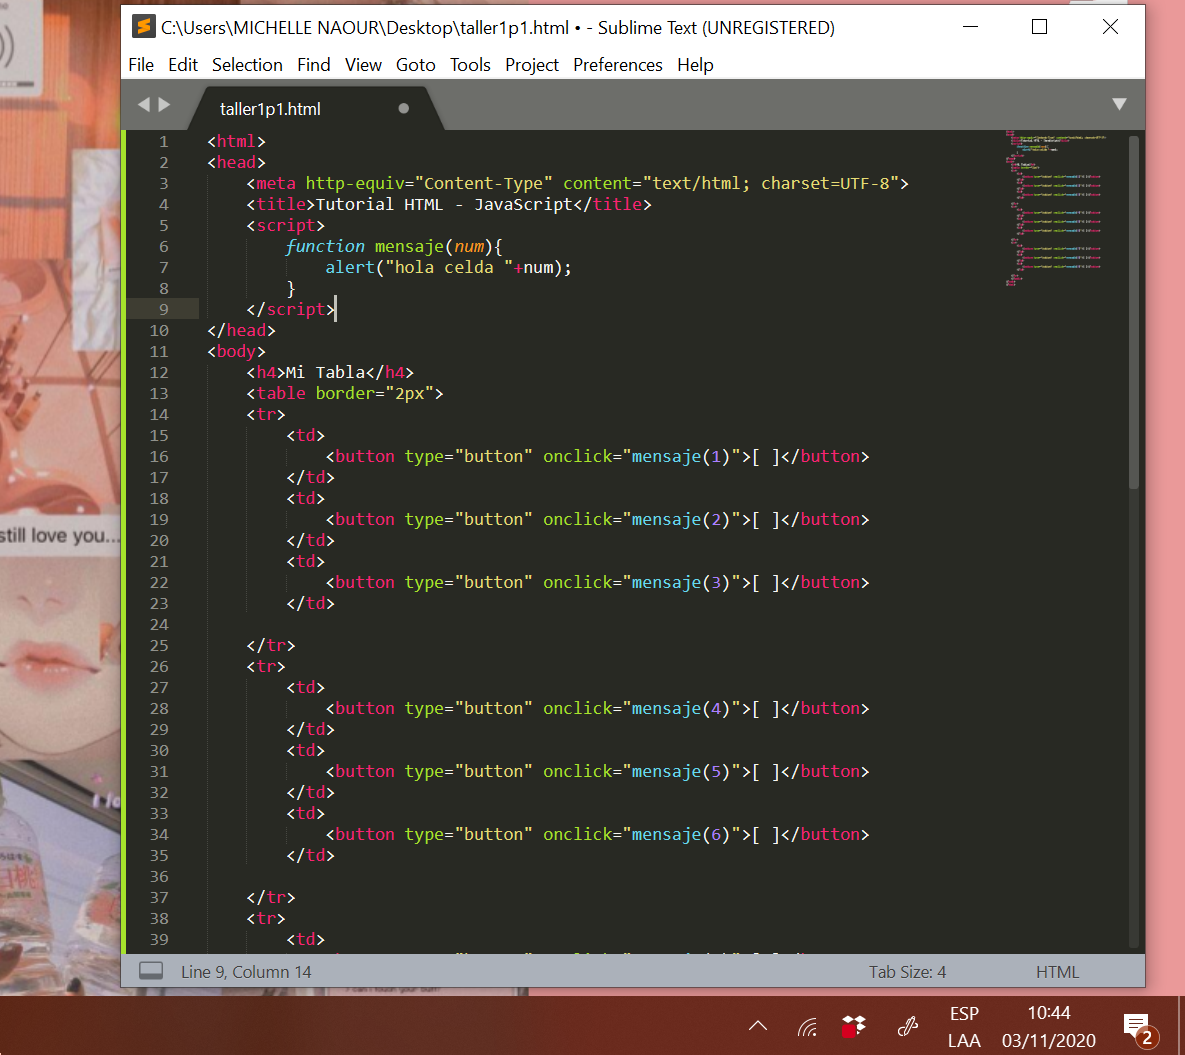 C:\Users\MICHELLE NAOUR\Desktop\taller1p1.html • - Sublime Text (UNREGISTERED)
File Edit Selection Find View Goto Tools Project Preferences Help
taller1p1.html
1 <html>
2 <head>
3 <meta http-equiv="Content-Type" content="text/html; charset=UTF-8">
4 <title>Tutorial HTML - JavaScript</title>
5 <script>
6 function mensaje(num){
7 alert("hola celda "+num);
8 }
9 </script>
10 </head>
11 <body>
12 <h4>Mi Tabla</h4>
13 <table border="2px">
14 <tr>
15 <td>
16 <button type="button" onclick="mensaje(1)">[ ]</button>
17 </td>
18 <td>
19 <button type="button" onclick="mensaje(2)">[ ]</button>
20 </td>
21 <td>
22 <button type="button" onclick="mensaje(3)">[ ]</button>
23 </td>
24
25 </tr>
26 <tr>
27 <td>
28 <button type="button" onclick="mensaje(4)">[ ]</button>
29 </td>
30 <td>
31 <button type="button" onclick="mensaje(5)">[ ]</button>
32 </td>
33 <td>
34 <button type="button" onclick="mensaje(6)">[ ]</button>
35 </td>
36
37 </tr>
38 <tr>
39 <td>
still love you...
Line 9, Column 14 Tab Size: 4 HTML
ESP 10:44
LAA 03/11/2020 2